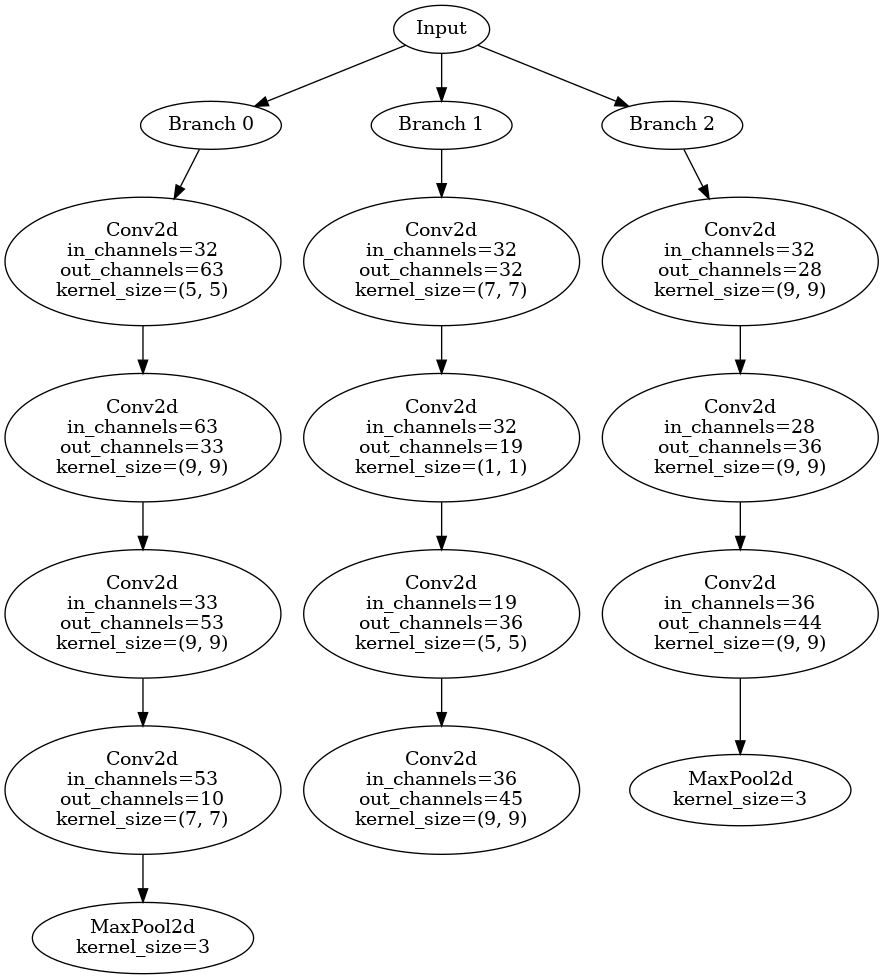 Input
Branch 0
Branch 1
Branch 2
Conv2d
in_channels=32
out_channels=63
kernel_size=(5, 5)
Conv2d
in_channels=32
out_channels=32
kernel_size=(7, 7)
Conv2d
in_channels=32
out_channels=28
kernel_size=(9, 9)
Conv2d
in_channels=63
out_channels=33
kernel_size=(9, 9)
Conv2d
in_channels=32
out_channels=19
kernel_size=(1, 1)
Conv2d
in_channels=28
out_channels=36
kernel_size=(9, 9)
Conv2d
in_channels=33
out_channels=53
kernel_size=(9, 9)
Conv2d
in_channels=19
out_channels=36
kernel_size=(5, 5)
Conv2d
in_channels=36
out_channels=44
kernel_size=(9, 9)
Conv2d
in_channels=53
out_channels=10
kernel_size=(7, 7)
Conv2d
in_channels=36
out_channels=45
kernel_size=(9, 9)
MaxPool2d
kernel_size=3
MaxPool2d
kernel_size=3